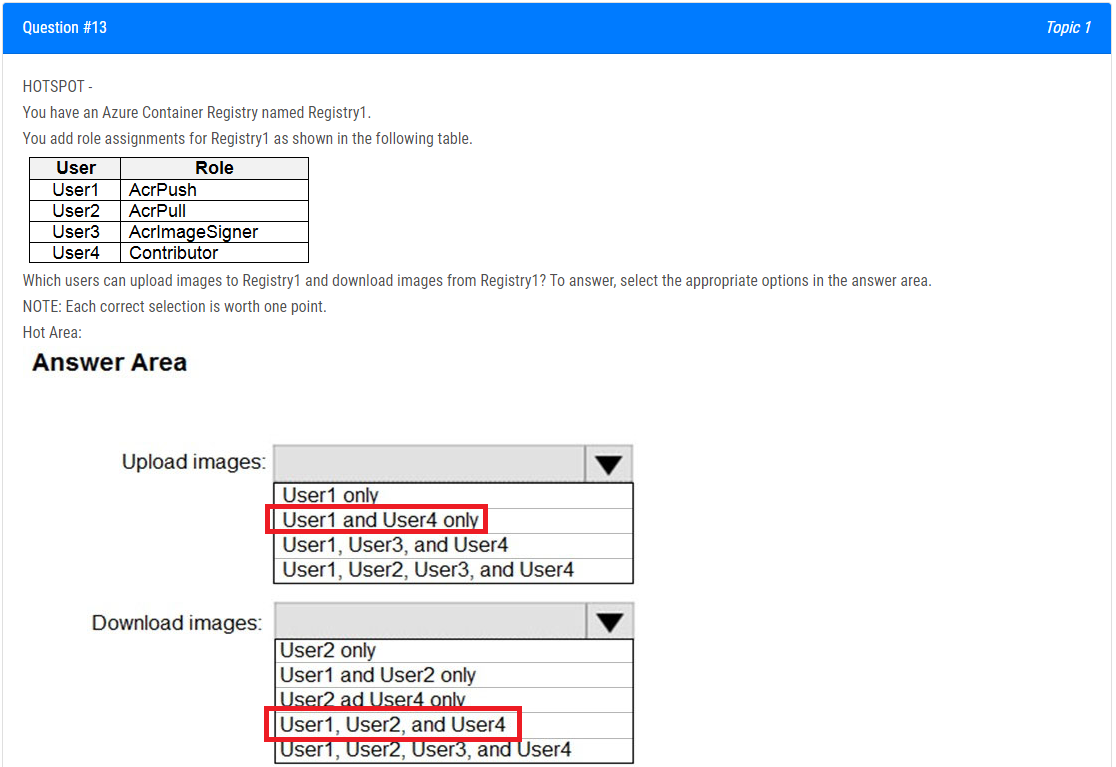 Question #13
Topic 1
HOTSPOT -
You have an Azure Container Registry named Registry1.
You add role assignments for Registry1 as shown in the following table.
User Role
User1 AcrPush
User2 AcrPull
User3 AcrImageSigner
User4 Contributor
Which users can upload images to Registry1 and download images from Registry1? To answer, select the appropriate options in the answer area.
NOTE: Each correct selection is worth one point.
Hot Area:
Answer Area
Upload images:
User1 only
User1 and User4 only
User1, User3, and User4
User1, User2, User3, and User4
Download images:
User2 only
User1 and User2 only
User2 ad User4 only
User1, User2, and User4
User1, User2, User3, and User4